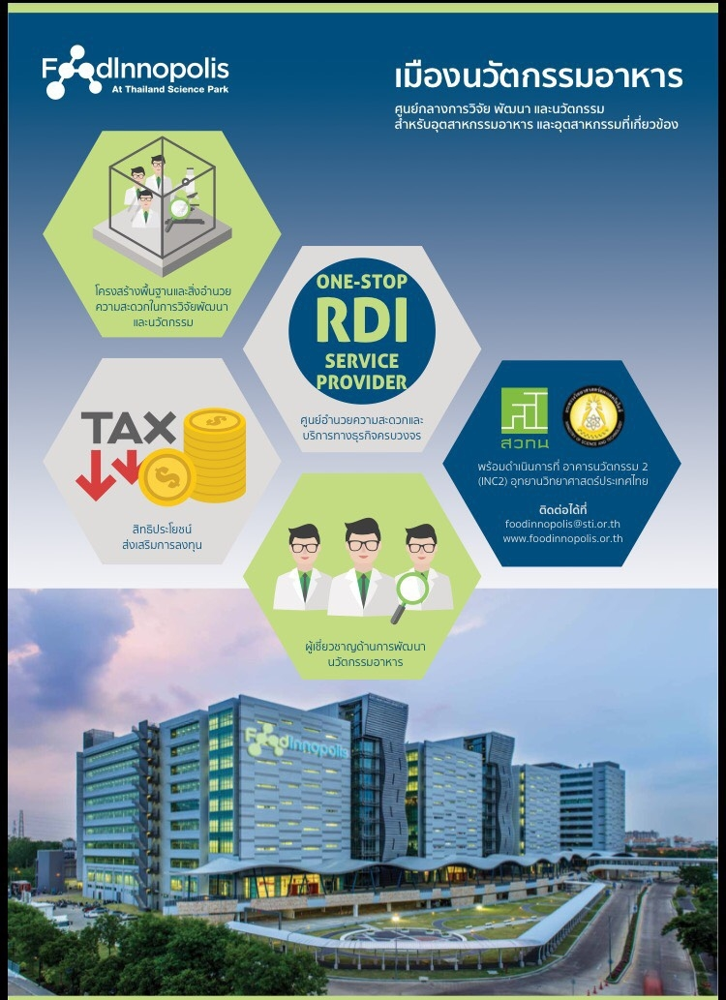 FoodInnopolis
At Thailand Science Park
เมืองนวัตกรรมอาหาร
ศูนย์กลางการวิจัย พัฒนา และนวัตกรรม
สำหรับอุตสาหกรรมอาหาร และอุตสาหกรรมที่เกี่ยวข้อง
โครงสร้างพื้นฐานและสิ่งอำนวย
ความสะดวกในการวิจัยพัฒนา
และนวัตกรรม
ONE-STOP
RDI
SERVICE
PROVIDER
ศูนย์อำนวยความสะดวกและ
บริการทางธุรกิจครบวงจร
TAX
สิทธิประโยชน์
ส่งเสริมการลงทุน
สวทน
พร้อมดำเนินการที่ อาคารนวัตกรรม 2
(INC2) อุทยานวิทยาศาสตร์ประเทศไทย
ติดต่อได้ที่
foodinnopolis@sti.or.th
www.foodinnopolis.or.th
ผู้เชี่ยวชาญด้านการพัฒนา
นวัตกรรมอาหาร
FoodInnopolis